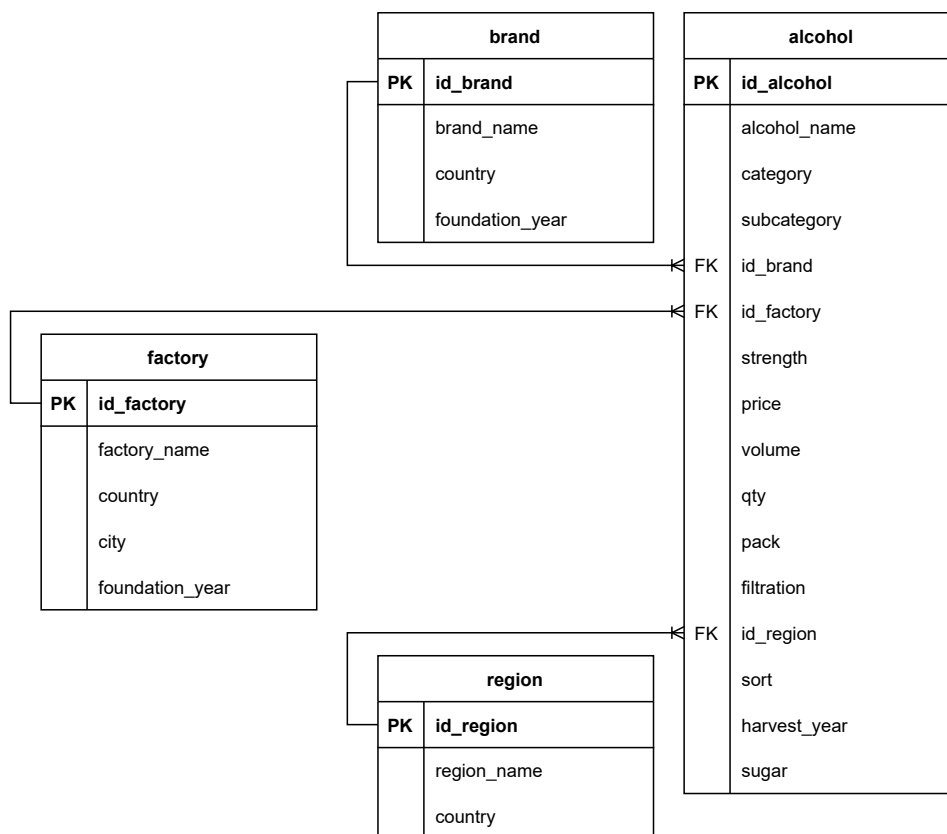 brand
PK id_brand
brand_name
country
foundation_year
alcohol
PK id_alcohol
alcohol_name
category
subcategory
FK id_brand
FK id_factory
strength
price
volume
qty
pack
filtration
FK id_region
sort
harvest_year
sugar
factory
PK id_factory
factory_name
country
city
foundation_year
region
PK id_region
region_name
country